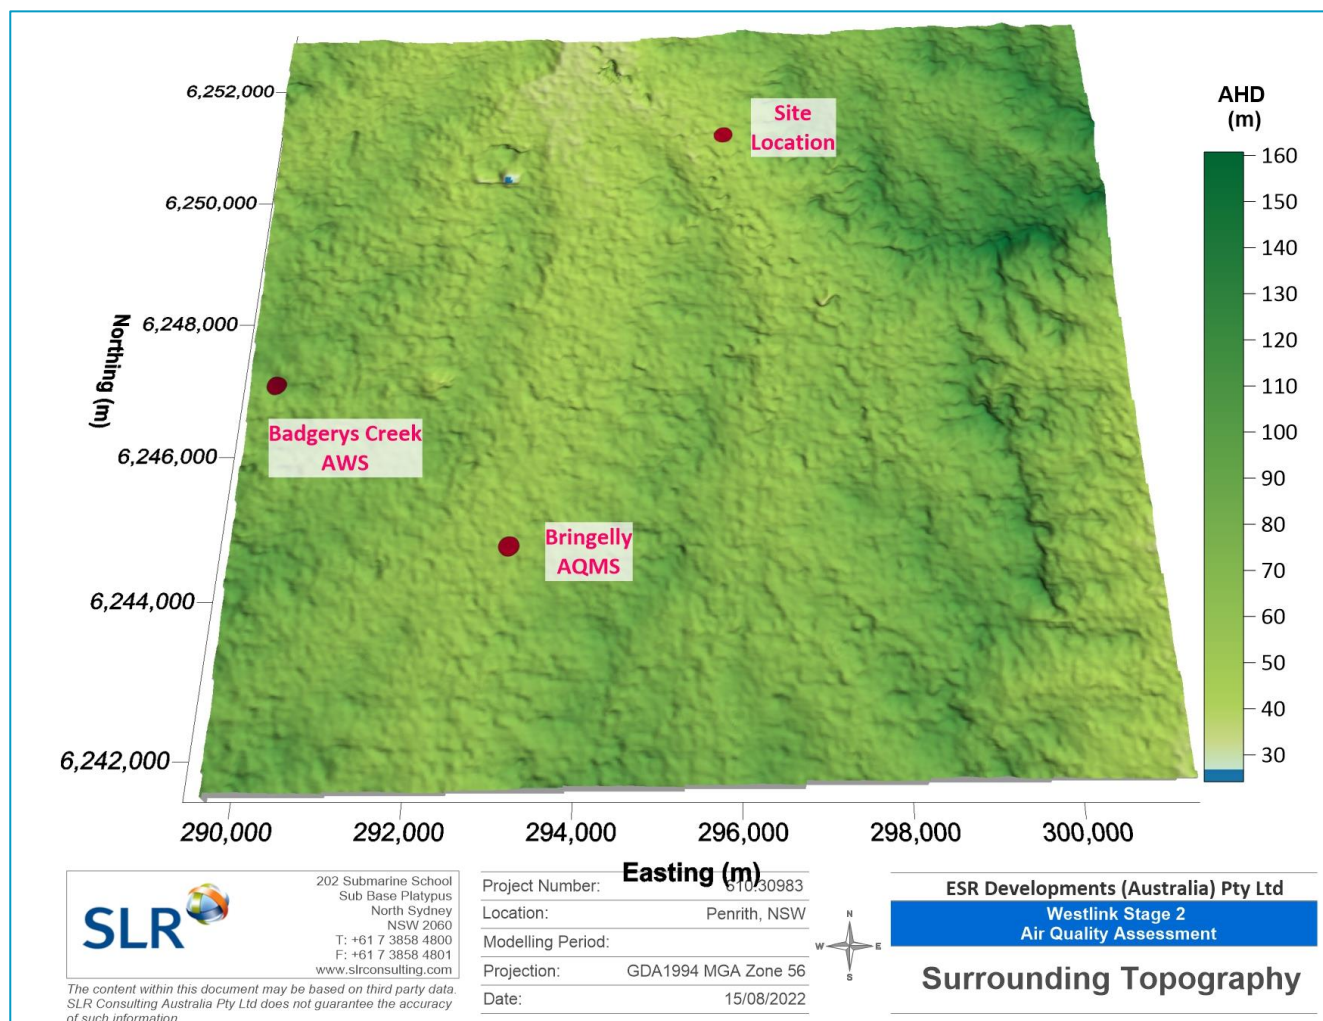 AHD
(m)
160
150
140
130
120
110
100
90
80
70
60
50
40
30
6,252,000
6,250,000
6,248,000
6,246,000
6,244,000
6,242,000
Northing (m)
Site
Location
Badgerys Creek
AWS
Bringelly
AQMS
290,000
292,000
294,000
296,000
298,000
300,000
Easting (m)
SLR
202 Submarine School
Sub Base Platypus
North Sydney
NSW 2060
T: +61 7 3858 4800
F: +61 7 3858 4801
www.slrconsulting.com
The content within this document may be based on third party data.
SLR Consulting Australia Pty Ltd does not guarantee the accuracy
of such information
Project Number: 610.30983
Location: Penrith, NSW
Modelling Period:
Projection: GDA1994 MGA Zone 56
Date: 15/08/2022
N
W E
S
ESR Developments (Australia) Pty Ltd
Westlink Stage 2
Air Quality Assessment
Surrounding Topography